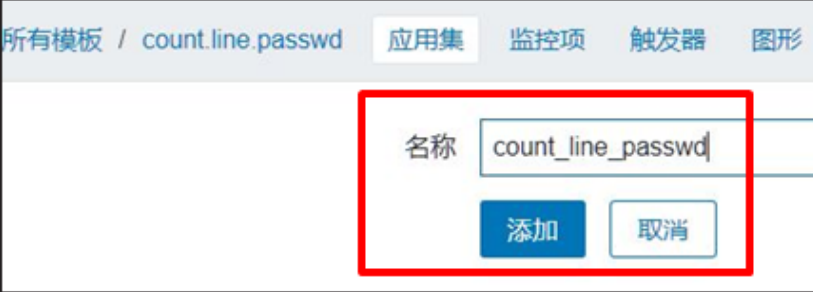 所有模板 / count.line.passwd 应用集 监控项 触发器 图形
名称 count_line_passwd
添加 取消